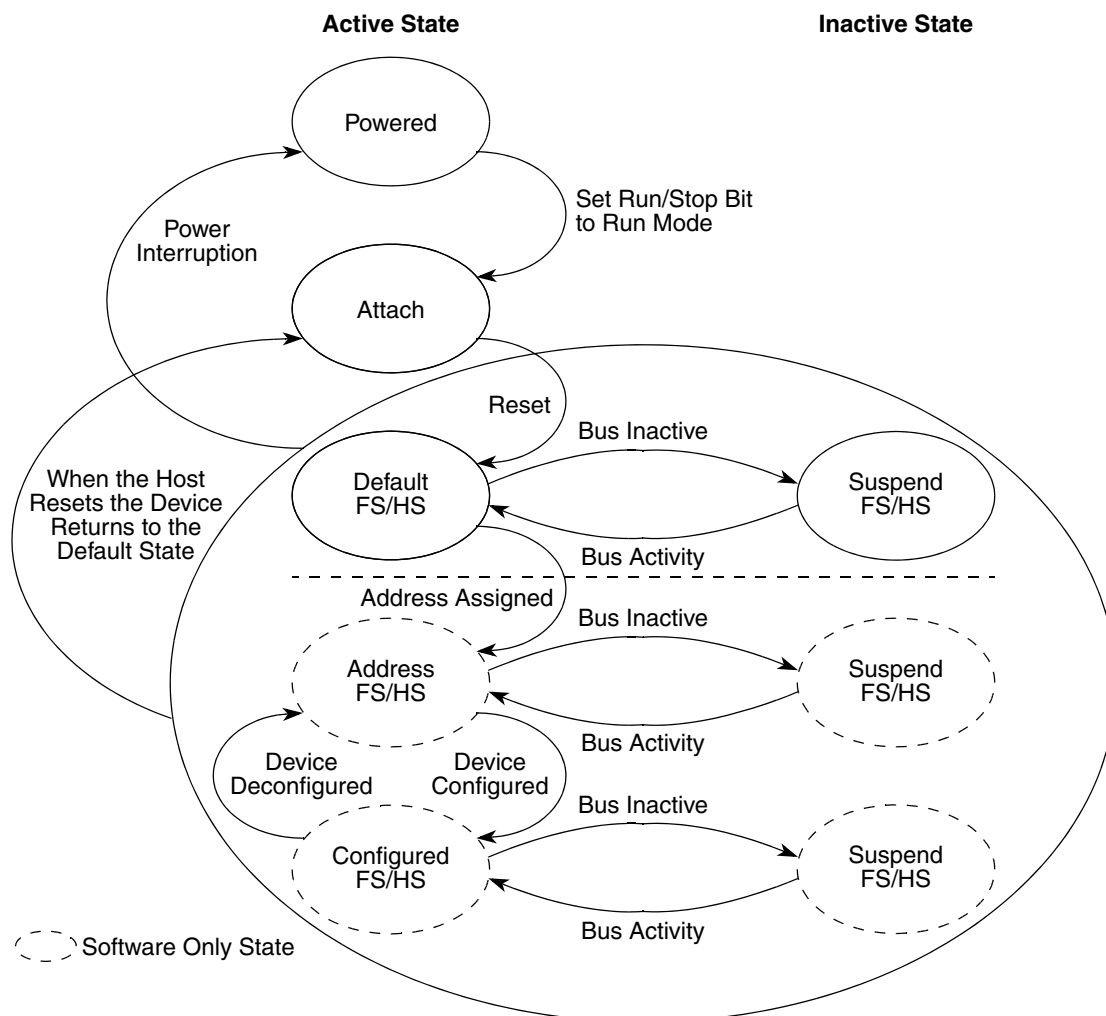 Active State
Inactive State
Powered
Set Run/Stop Bit
to Run Mode
Power
Interruption
Attach
Reset
Bus Inactive
When the Host
Resets the Device
Returns to the
Default State
Default
FS/HS
Suspend
FS/HS
Bus Activity
Address Assigned
Bus Inactive
Address
FS/HS
Suspend
FS/HS
Bus Activity
Device
Deconfigured
Device
Configured
Bus Inactive
Configured
FS/HS
Suspend
FS/HS
Bus Activity
Software Only State